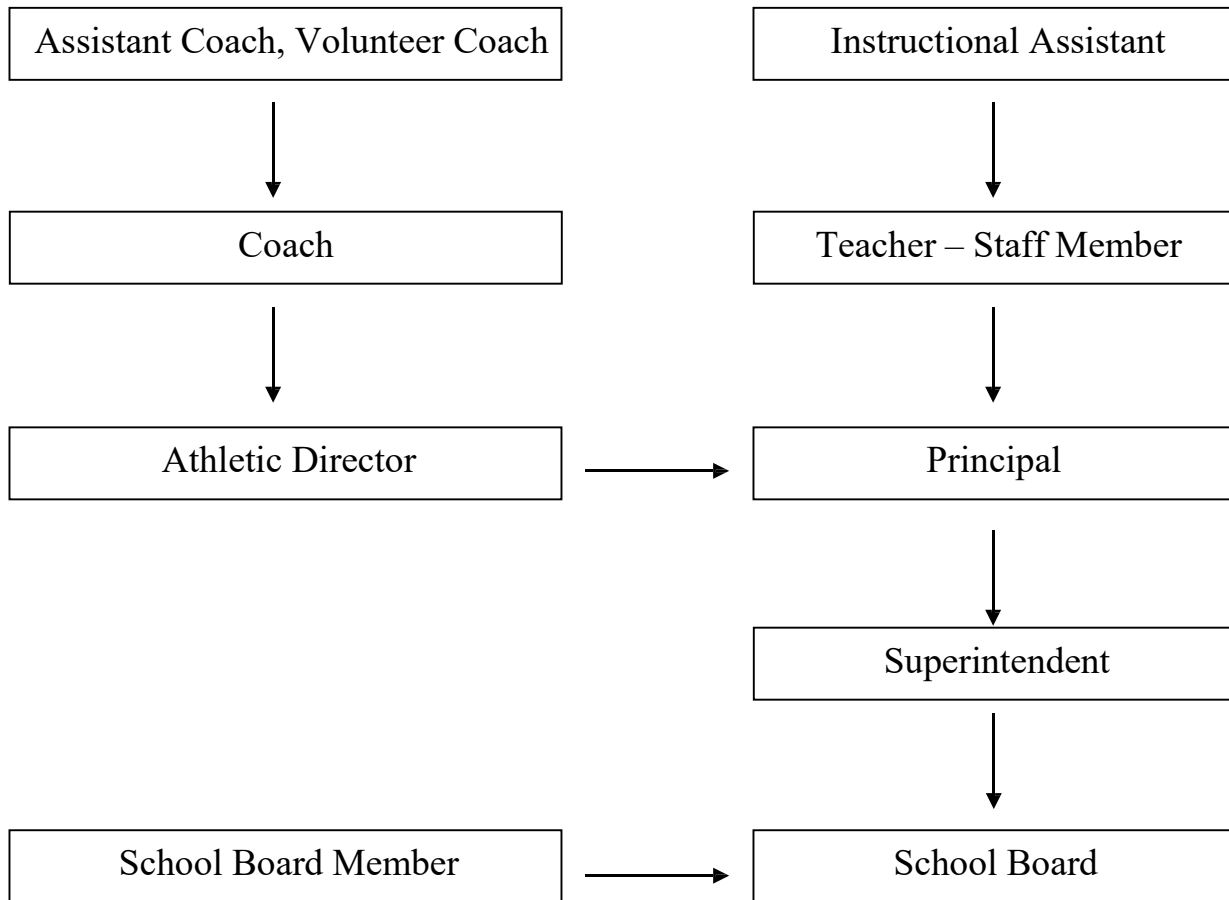 Assistant Coach, Volunteer Coach
Instructional Assistant
Coach
Teacher – Staff Member
Athletic Director
Principal
Superintendent
School Board Member
School Board